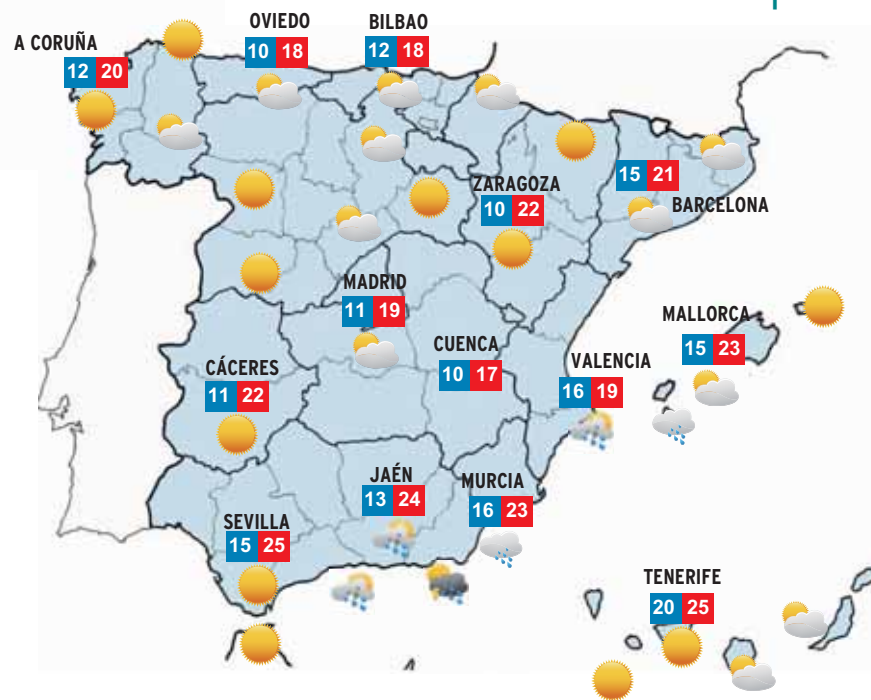 OVIEDO
10 18
BILBAO
12 18
A CORUÑA
12 20
ZARAGOZA
10 22
15 21
BARCELONA
MADRID
11 19
MALLORCA
15 23
CUENCA
10 17
VALENCIA
16 19
CÁCERES
11 22
JAÉN
13 24
MURCIA
16 23
SEVILLA
15 25
TENERIFE
20 25